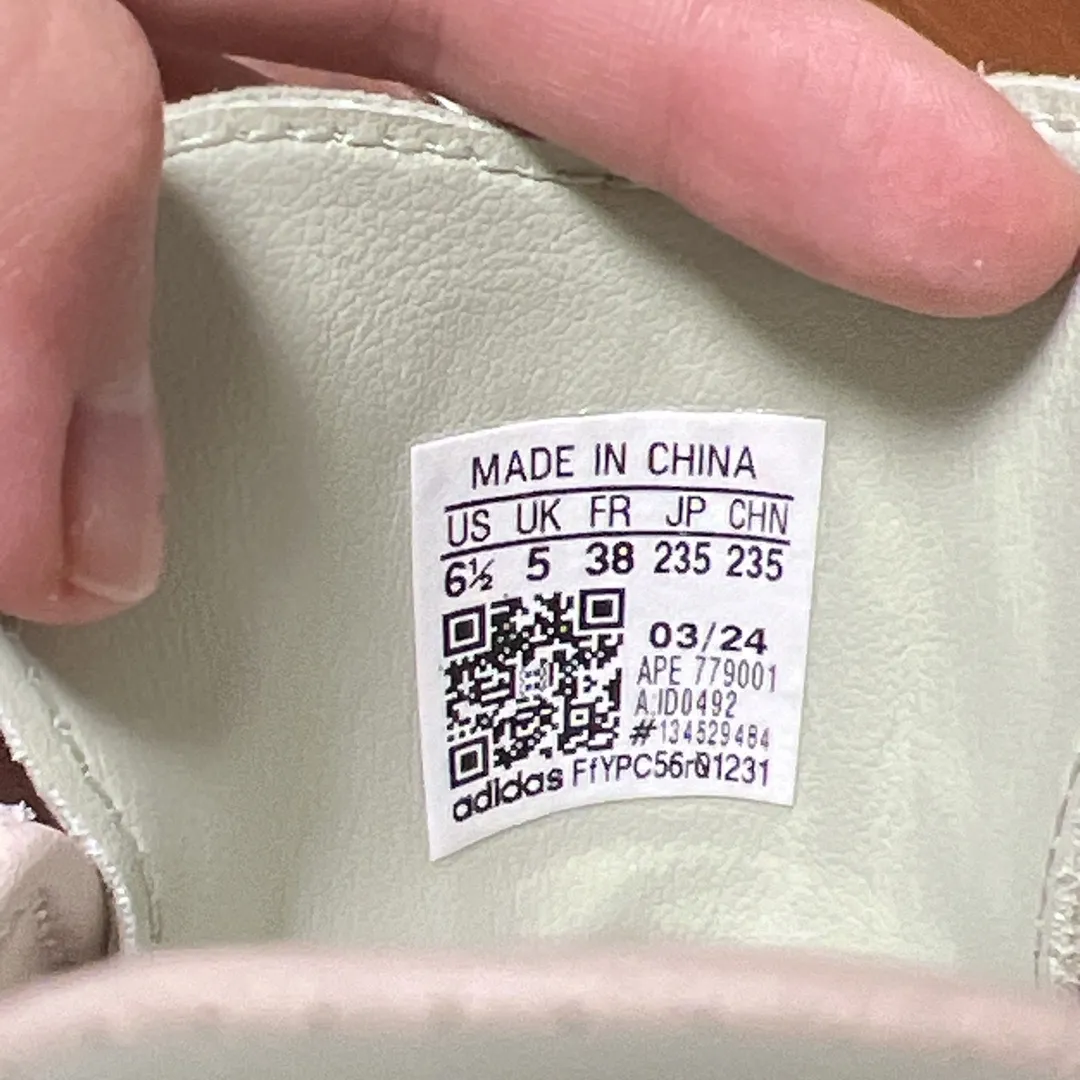 MADE IN CHINA
US UK FR JP CHN
6½ 5 38 235 235
03/24
APE 779001
A:ID0492
#134529484
adidas FfYPC56rQ1231